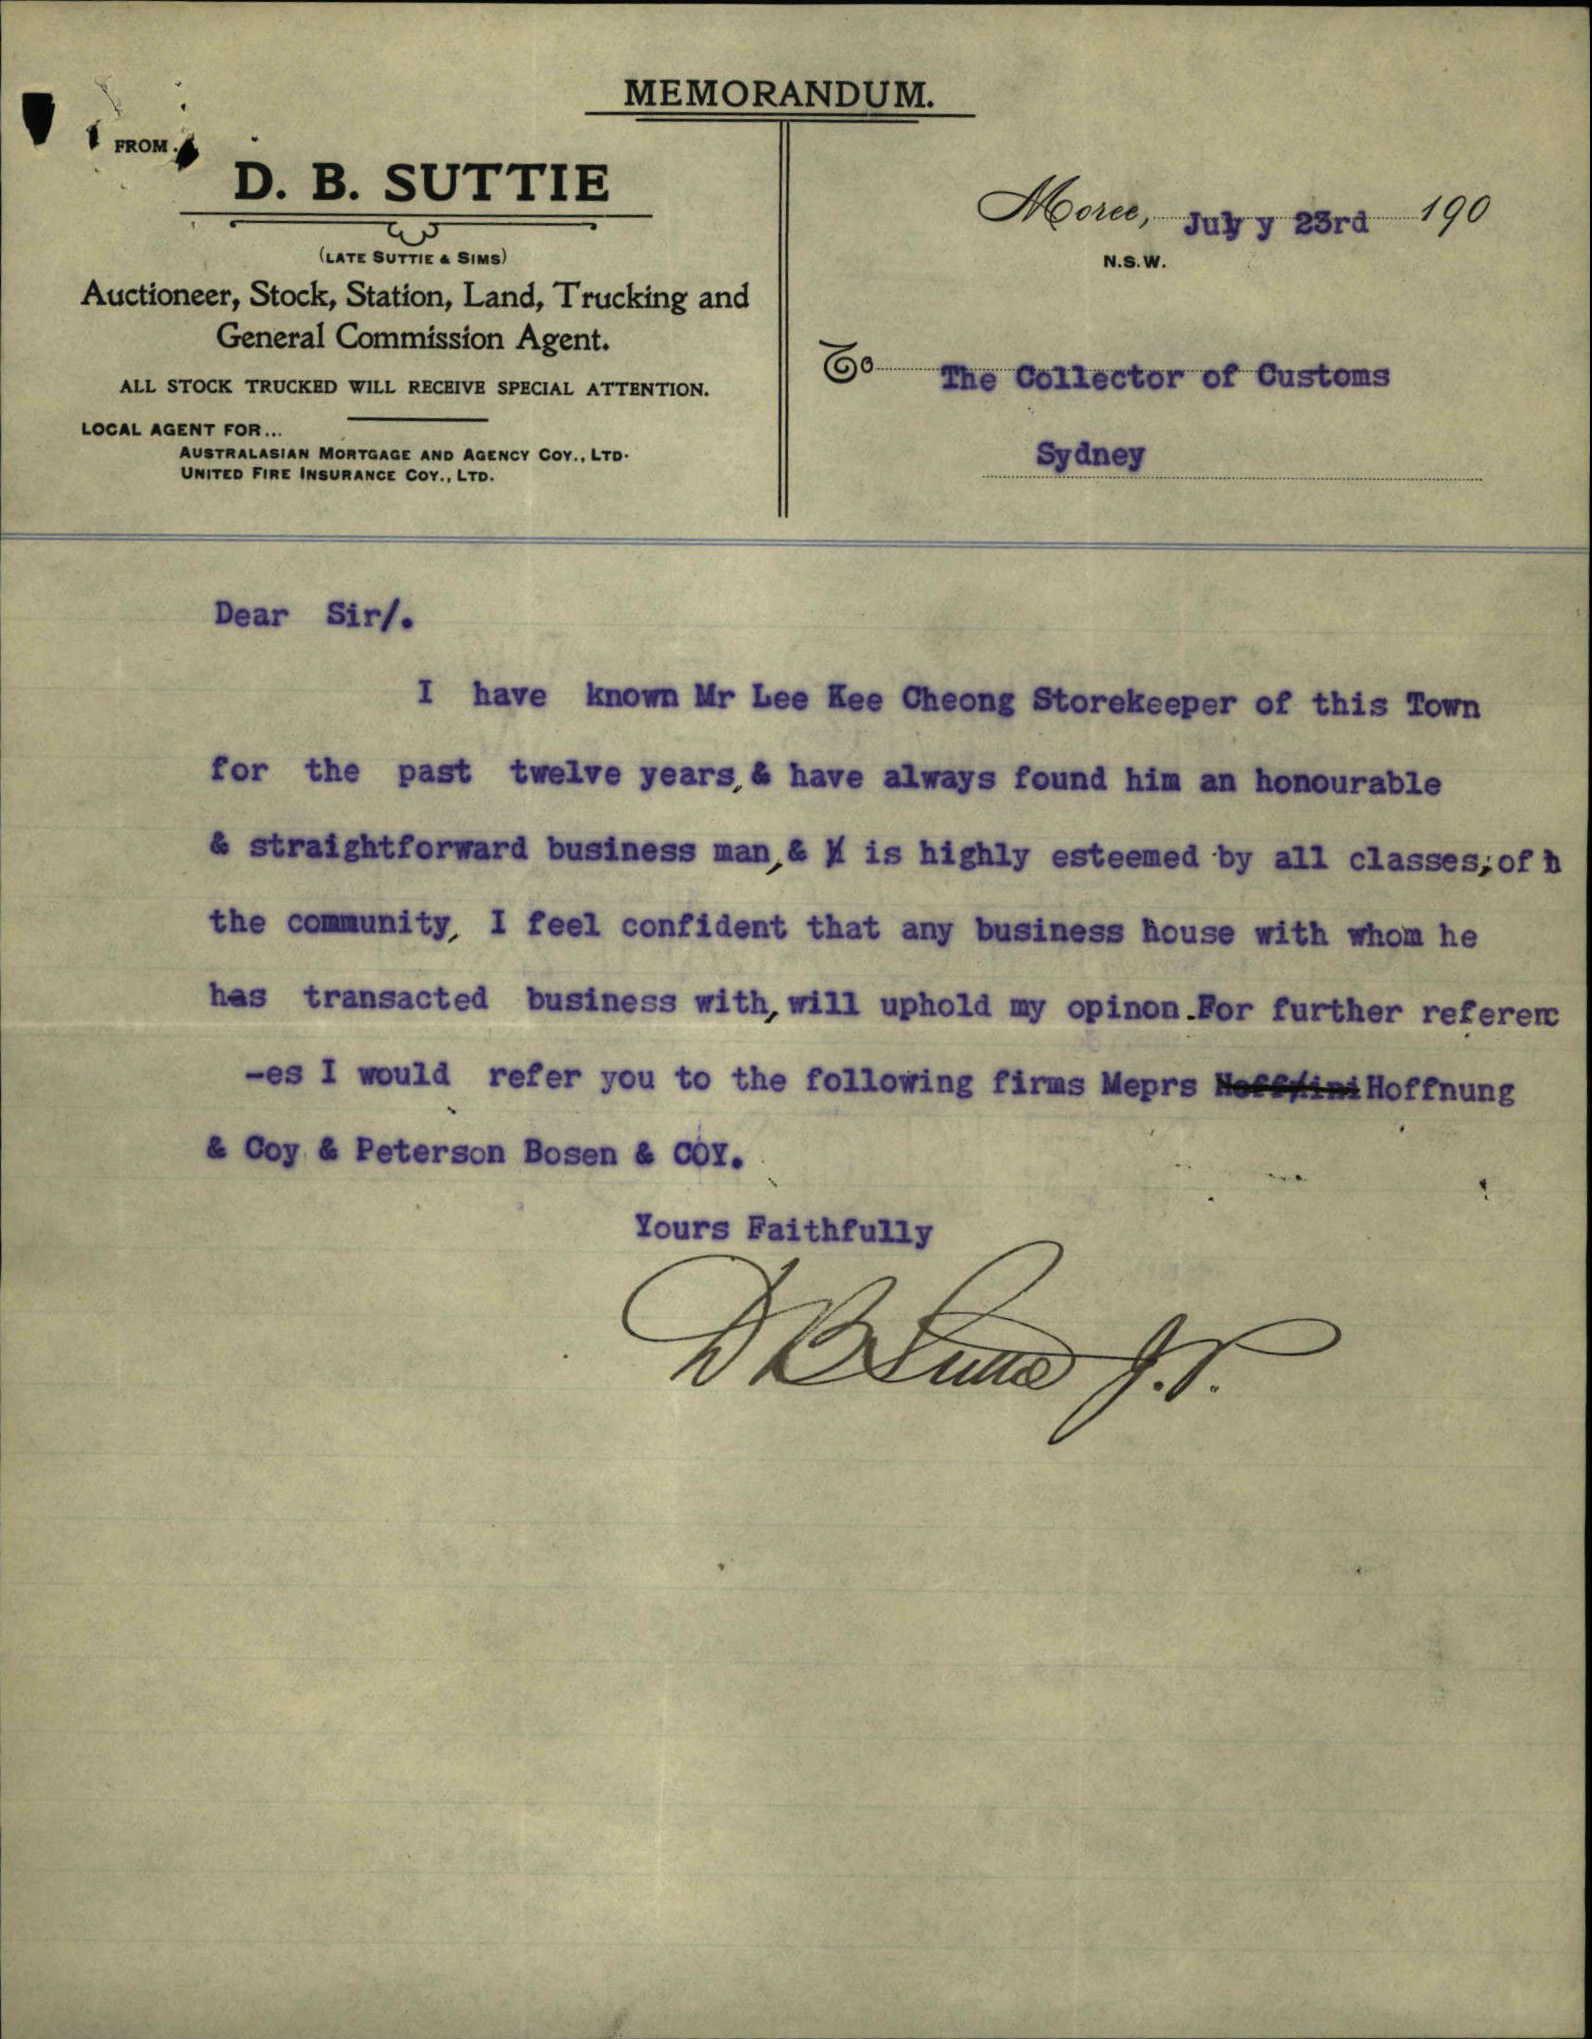 MEMORANDUM.
FROM
D. B. SUTTIE
(LATE SUTTIE & SIMS)
Auctioneer, Stock, Station, Land, Trucking and
General Commission Agent.
ALL STOCK TRUCKED WILL RECEIVE SPECIAL ATTENTION.
LOCAL AGENT FOR...
AUSTRALASIAN MORTGAGE AND AGENCY COY., LTD.
UNITED FIRE INSURANCE COY., LTD.
Moree, July y 23rd 190
N.S.W.
To The Collector of Customs
Sydney
Dear Sir/.
I have known Mr Lee Kee Cheong Storekeeper of this Town
for the past twelve years, & have always found him an honourable
& straightforward business man, & is highly esteemed by all classes, of h
the community, I feel confident that any business house with whom he
has transacted business with, will uphold my opinon. For further referenc
-es I would refer you to the following firms Meprs Hoffnung
& Coy & Peterson Bosen & COY.
Yours Faithfully
D B Suttie J.P.